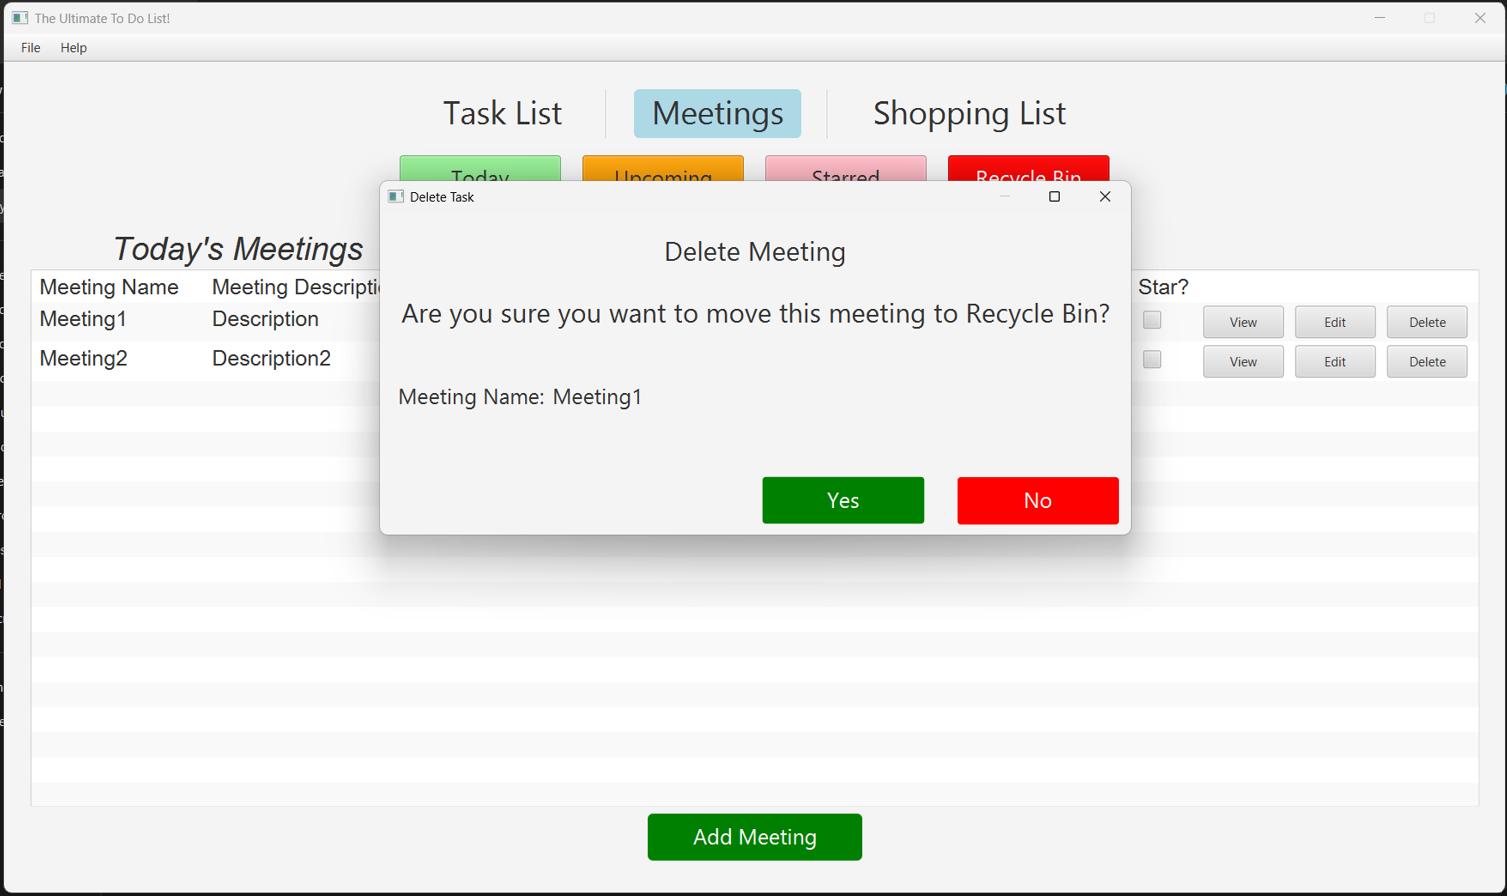 The Ultimate To Do List!
File Help
Task List Meetings Shopping List
Today Upcoming Starred Recycle Bin
Delete Task
Delete Meeting
Are you sure you want to move this meeting to Recycle Bin?
Meeting Name: Meeting1
Yes No
Today's Meetings
Meeting Name Meeting Descripti Star?
Meeting1 Description View Edit Delete
Meeting2 Description2 View Edit Delete
Add Meeting